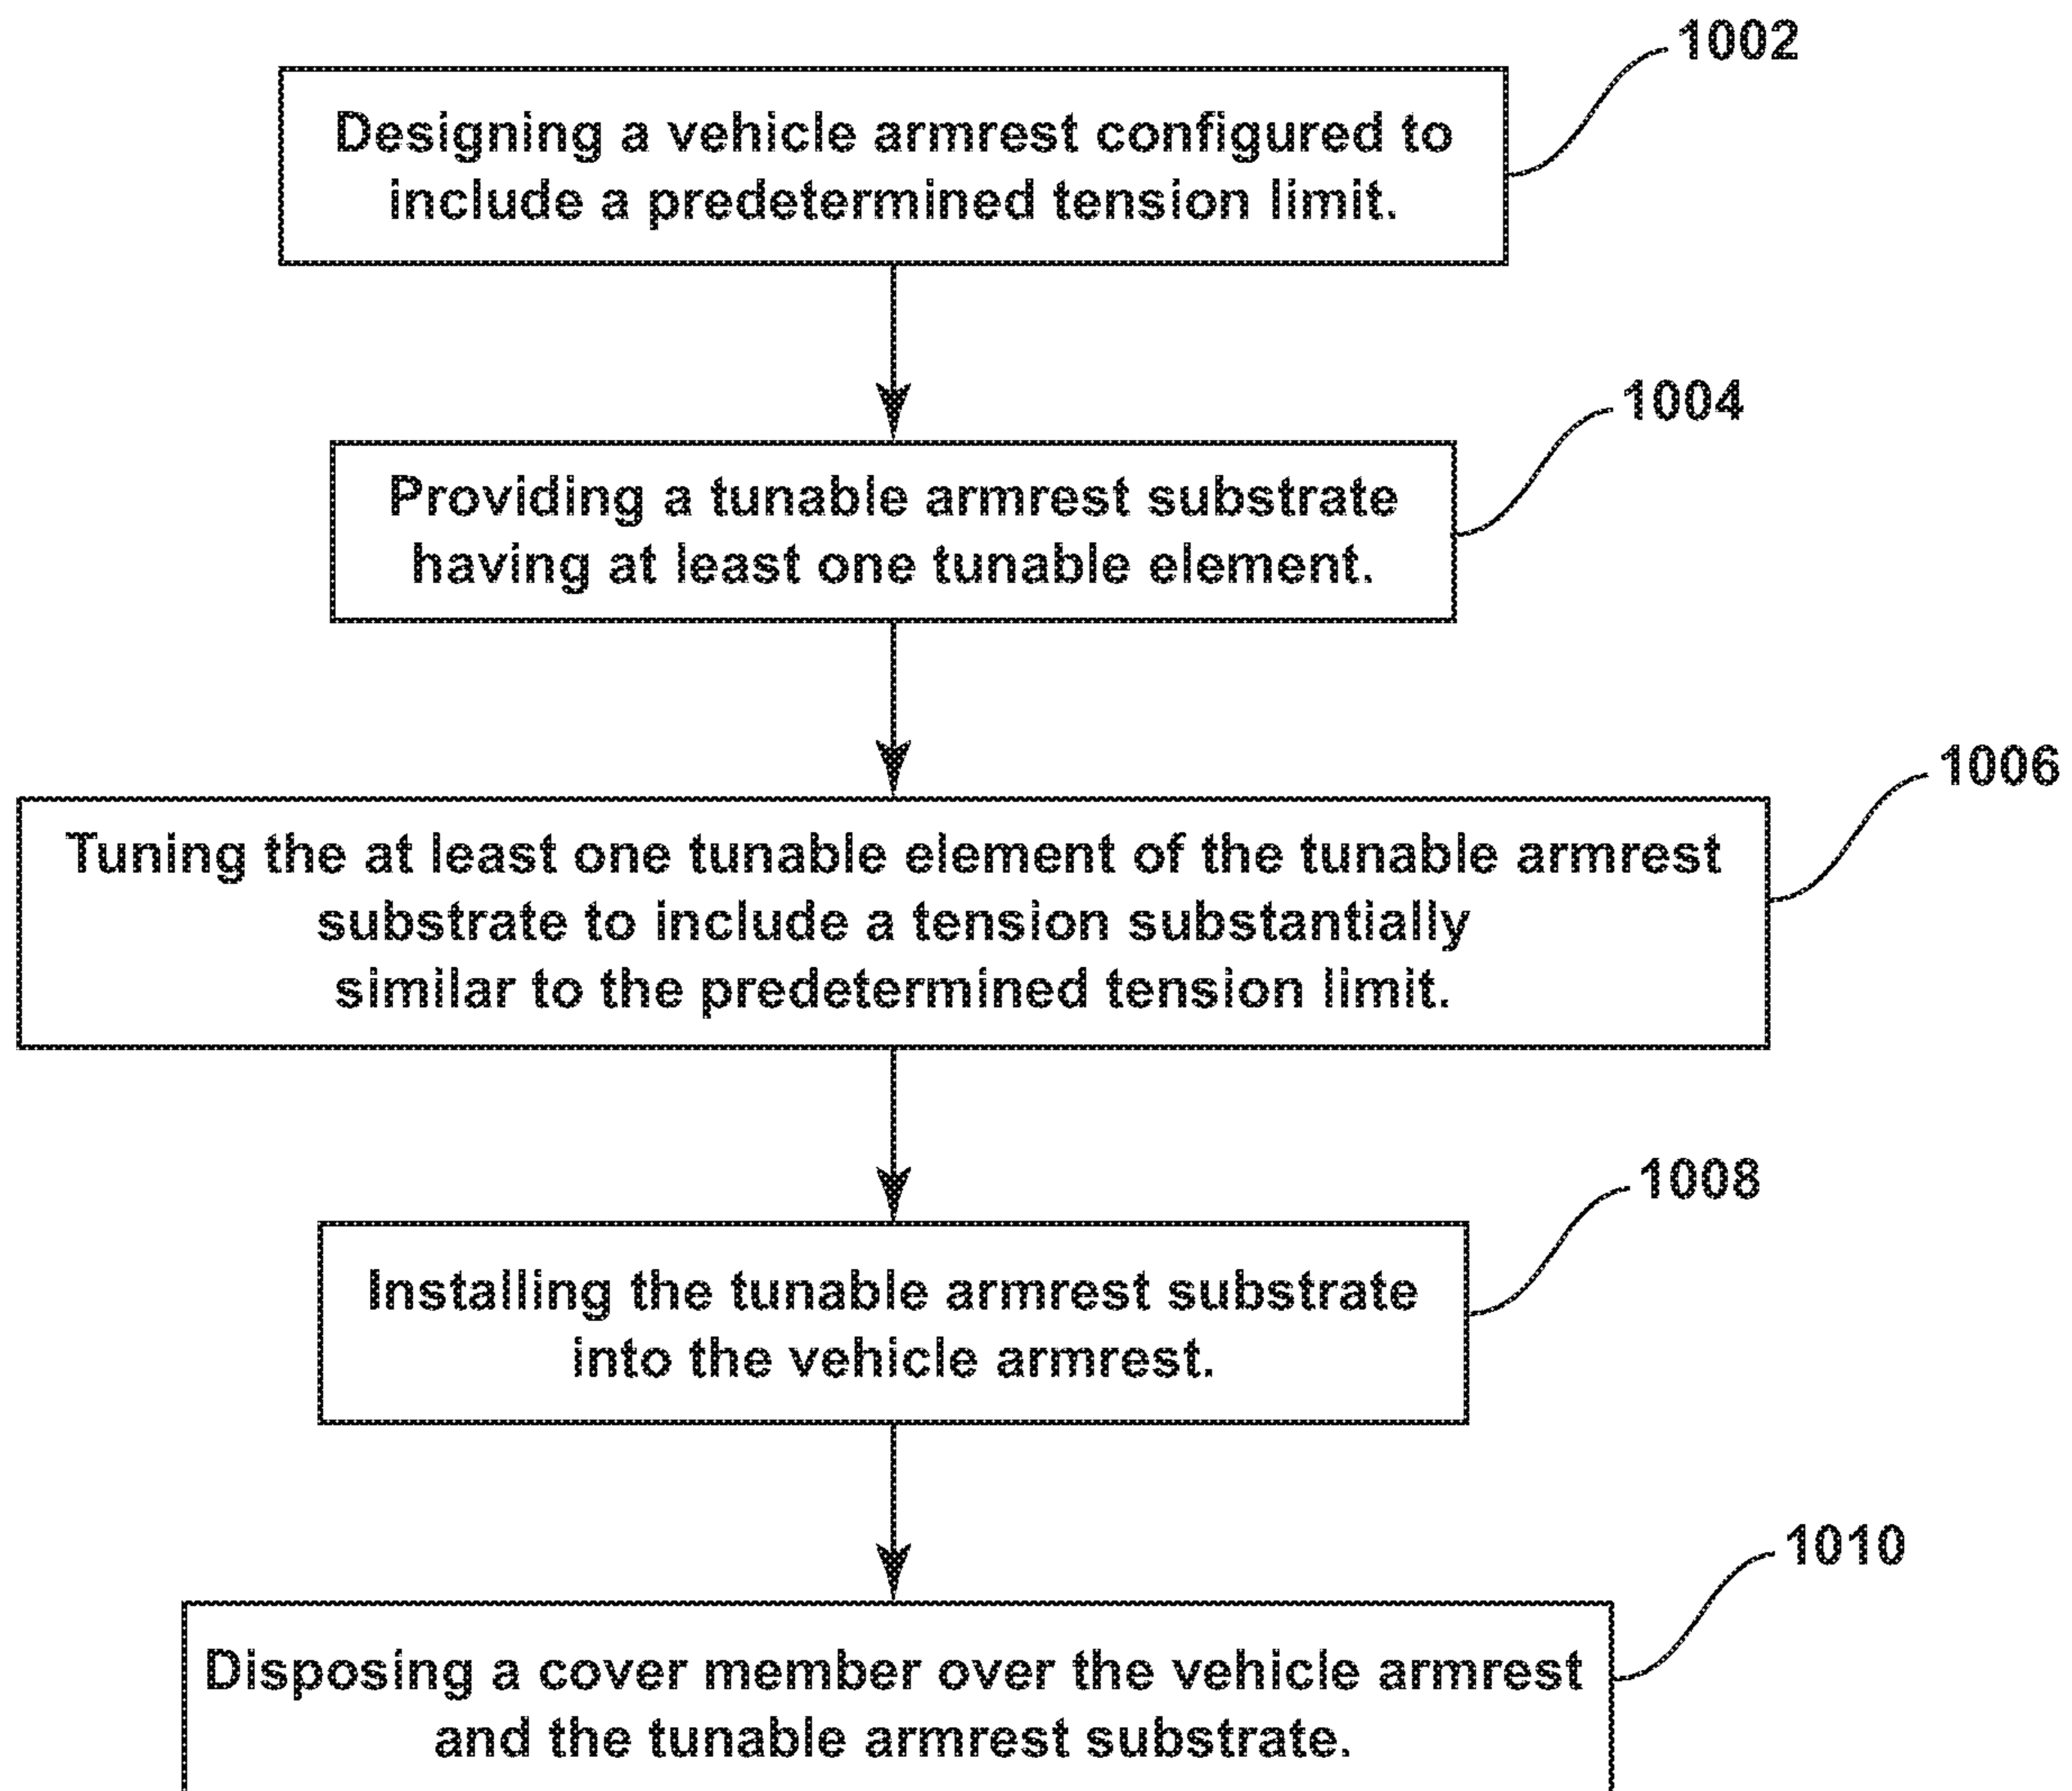 1002
Designing a vehicle armrest configured to
include a predetermined tension limit.
1004
Providing a tunable armrest substrate
having at least one tunable element.
1006
Tuning the at least one tunable element of the tunable armrest
substrate to include a tension substantially
similar to the predetermined tension limit.
1008
Installing the tunable armrest substrate
into the vehicle armrest.
1010
Disposing a cover member over the vehicle armrest
and the tunable armrest substrate.